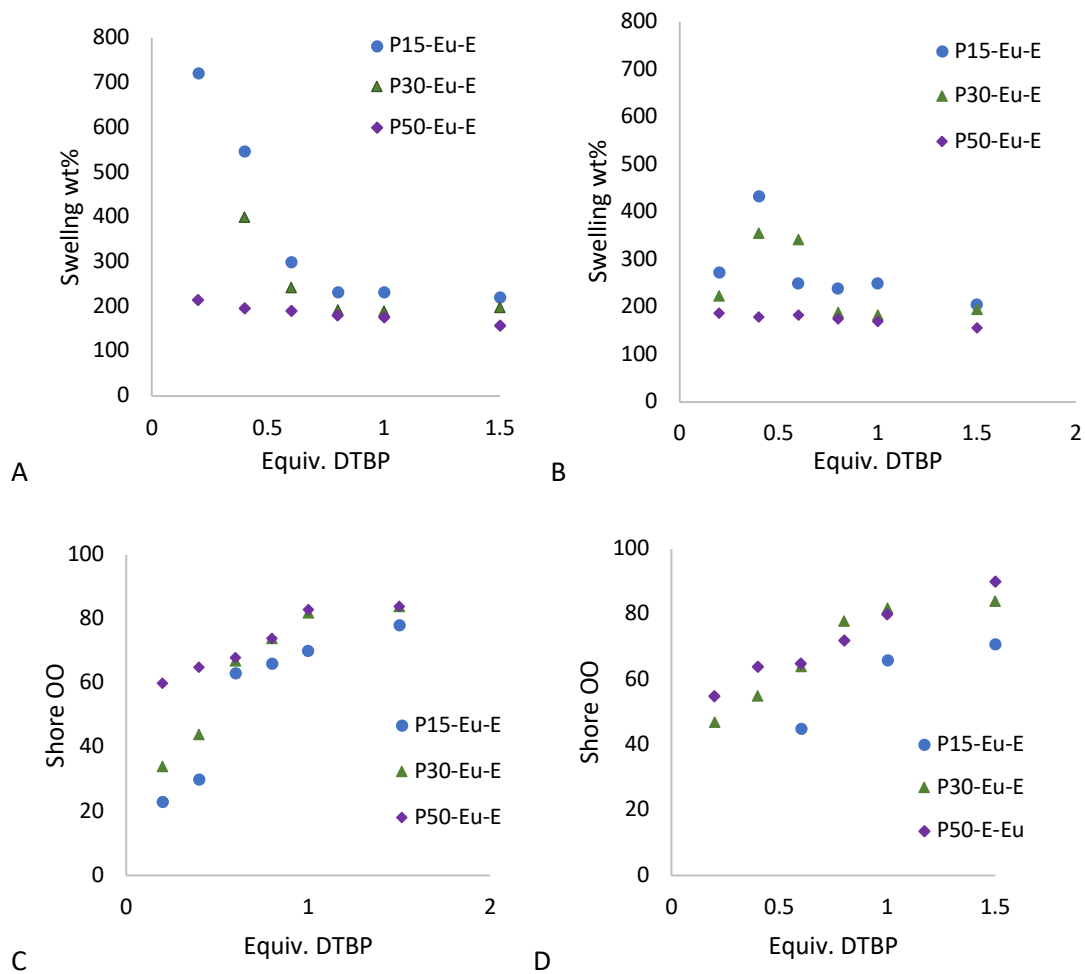 800
700
600
500
400
300
200
100
0
Swellng wt%
0
0.5
1
1.5
Equiv. DTBP
P15-Eu-E
P30-Eu-E
P50-Eu-E
A
800
700
600
500
400
300
200
100
0
Swelling wt%
0
0.5
1
1.5
2
Equiv. DTBP
P15-Eu-E
P30-Eu-E
P50-Eu-E
B
100
80
60
40
20
0
Shore OO
0
1
2
Equiv. DTBP
P15-Eu-E
P30-Eu-E
P50-Eu-E
C
100
80
60
40
20
0
Shore OO
0
0.5
1
1.5
Equiv. DTBP
P15-Eu-E
P30-Eu-E
P50-E-Eu
D